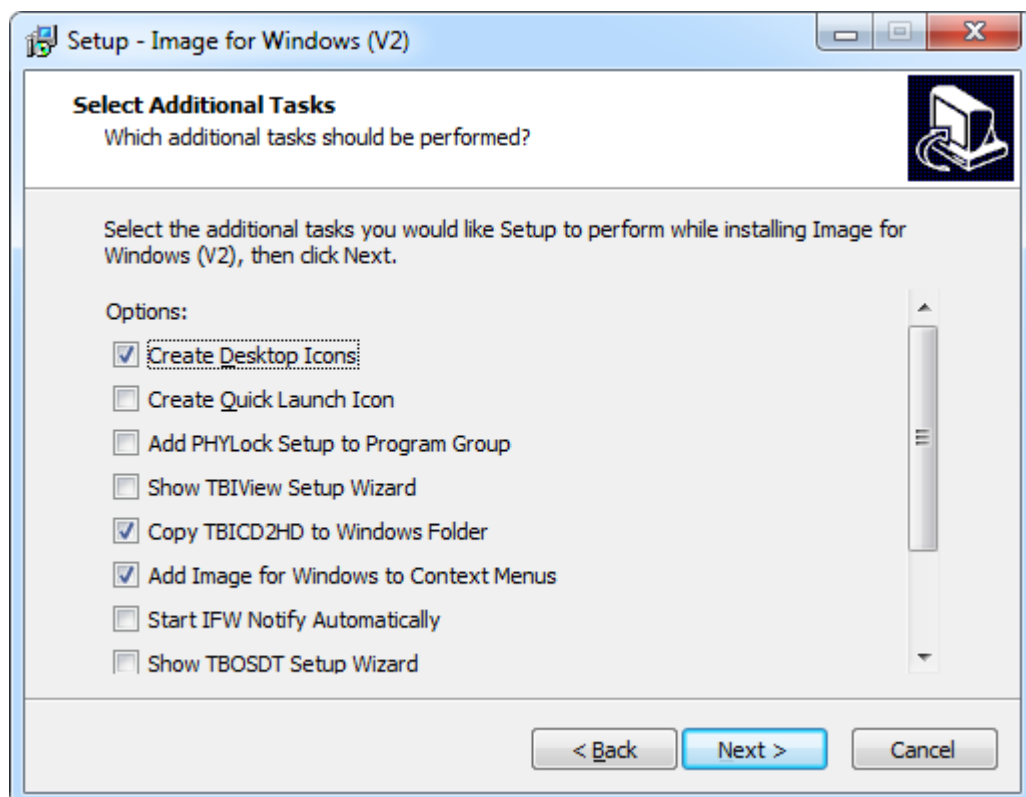 Setup - Image for Windows (V2)
Select Additional Tasks
Which additional tasks should be performed?
Select the additional tasks you would like Setup to perform while installing Image for
Windows (V2), then click Next.
Options:
Create Desktop Icons
Create Quick Launch Icon
Add PHYLock Setup to Program Group
Show TBIView Setup Wizard
Copy TBICD2HD to Windows Folder
Add Image for Windows to Context Menus
Start IFW Notify Automatically
Show TBOSDT Setup Wizard
< Back Next > Cancel